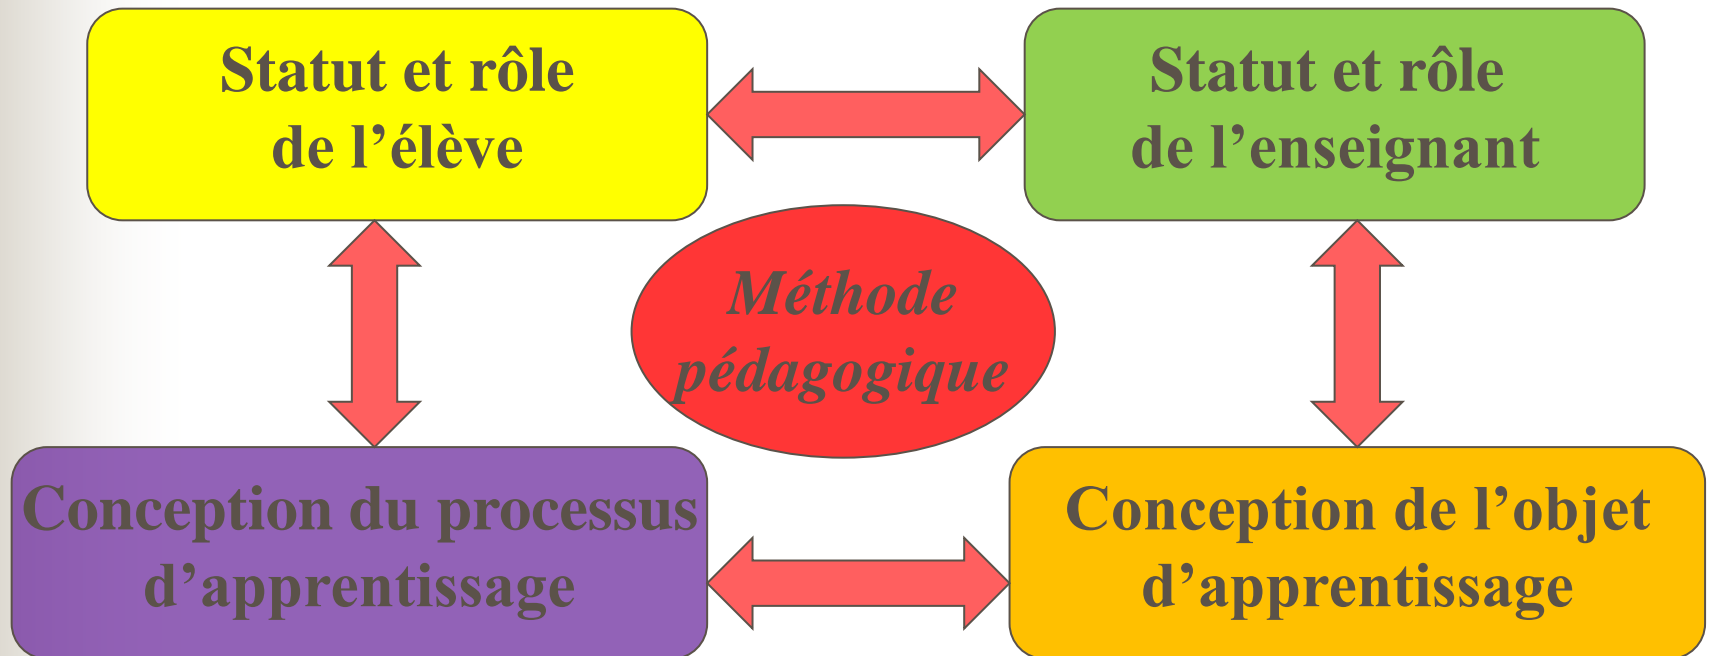 Statut et rôle
de l’élève
Statut et rôle
de l’enseignant
Méthode
pédagogique
Conception du processus
d’apprentissage
Conception de l’objet
d’apprentissage